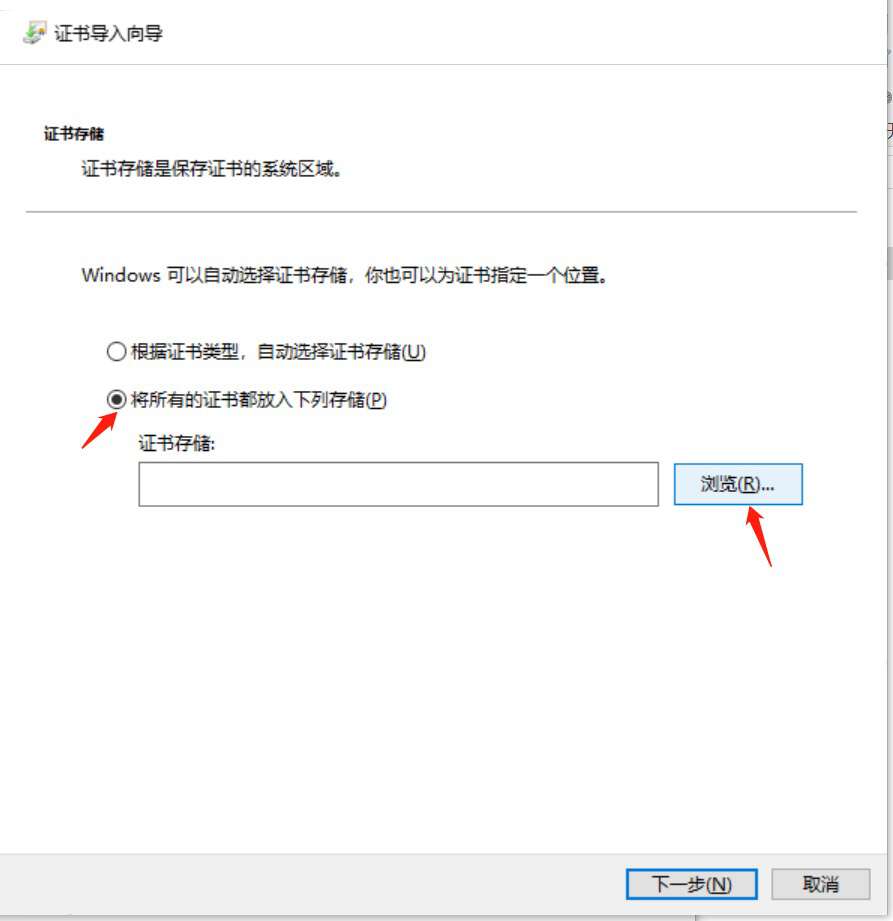 证书导入向导
证书存储
证书存储是保存证书的系统区域。
Windows 可以自动选择证书存储，你也可以为证书指定一个位置。
根据证书类型，自动选择证书存储(U)
将所有的证书都放入下列存储(P)
证书存储:
浏览(R)...
下一步(N)
取消